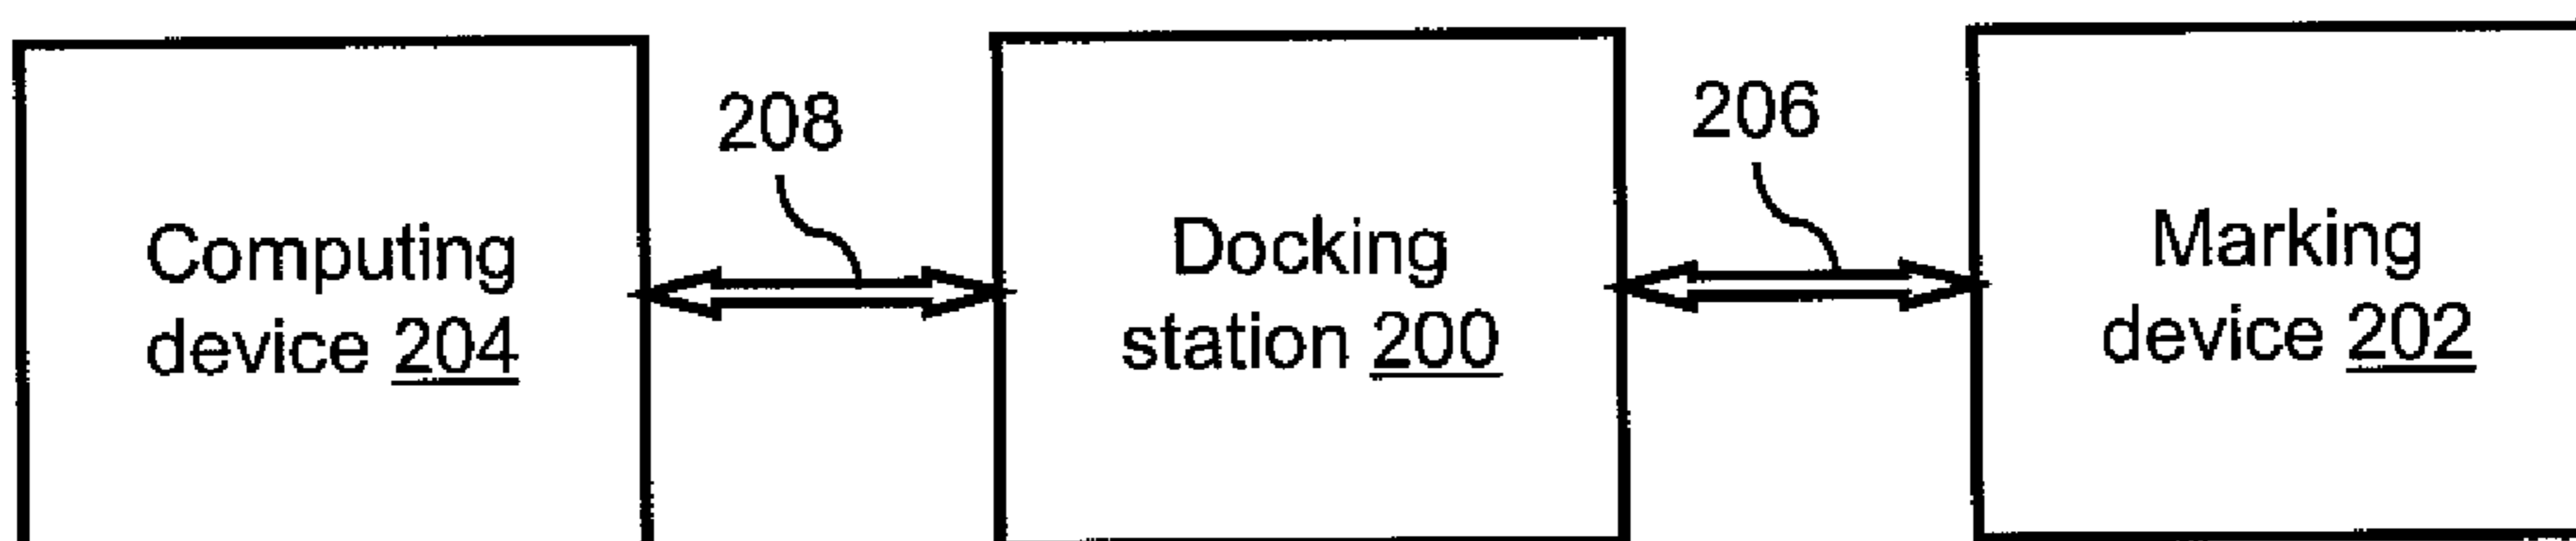 208
206
Computing
device 204
Docking
station 200
Marking
device 202